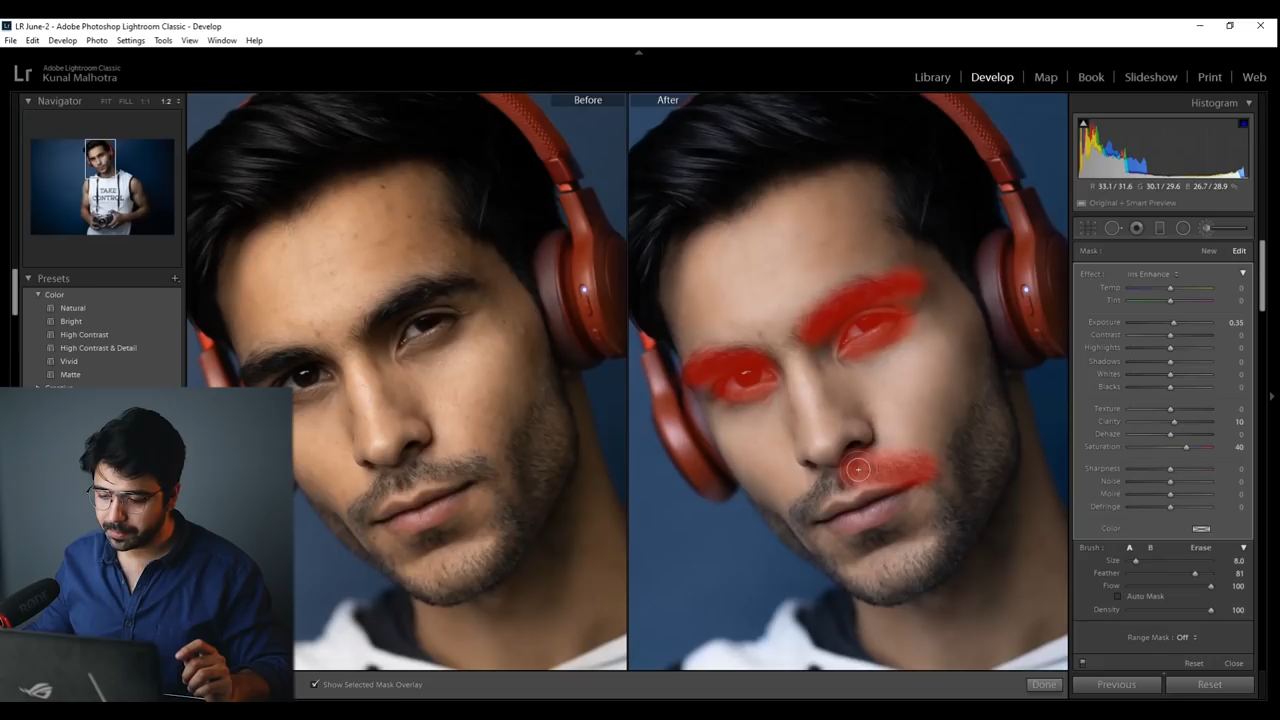 LR June-2 - Adobe Photoshop Lightroom Classic - Develop
File Edit Develop Photo Settings Tools View Window Help
Lr Adobe Lightroom Classic
Kunal Malhotra
Library Develop Map Book Slideshow Print Web
Navigator FIT FILL 1:1 1:2
TAKE
CONTROL
Presets +
Color
Natural
Bright
High Contrast
High Contrast & Detail
Vivid
Matte
Before After
RODE
Show Selected Mask Overlay
Done
Histogram
R 33.1 / 31.6 G 30.1 / 29.6 B 26.7 / 28.9 %
Original + Smart Preview
Mask : New Edit
Effect : Iris Enhance
Temp 0
Tint 0
Exposure 0.35
Contrast 0
Highlights 0
Shadows 0
Whites 0
Blacks 0
Texture 0
Clarity 10
Dehaze 0
Saturation 40
Sharpness 0
Noise 0
Moire 0
Defringe 0
Color
Brush : A B Erase
Size 8.0
Feather 81
Flow 100
Auto Mask
Density 100
Range Mask : Off
Reset Close
Previous Reset